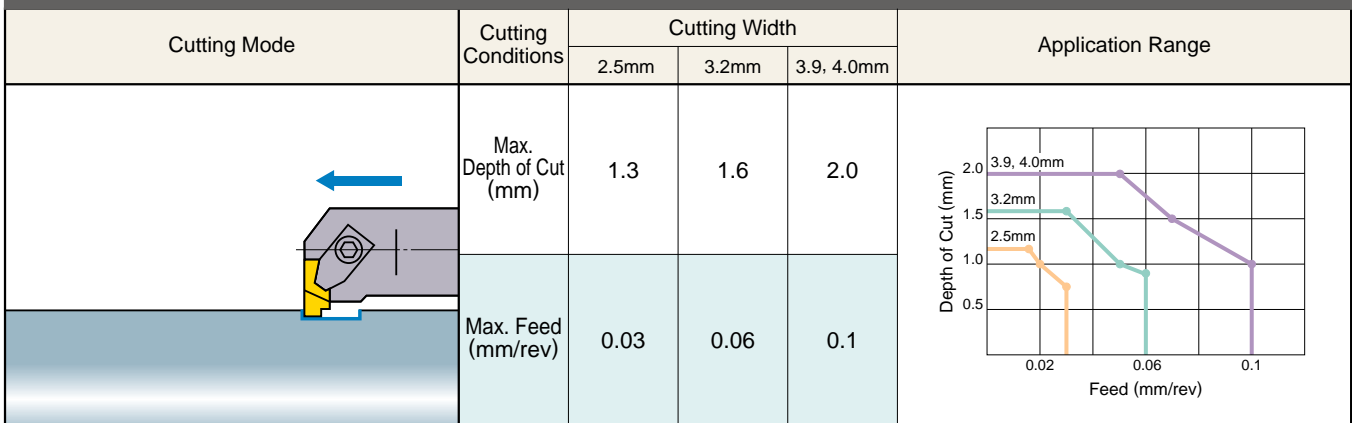 Cutting Mode
Cutting
Conditions
Cutting Width
2.5mm
3.2mm
3.9, 4.0mm
Application Range
Max.
Depth of Cut
(mm)
1.3
1.6
2.0
Max. Feed
(mm/rev)
0.03
0.06
0.1
Depth of Cut (mm)
2.0
1.5
1.0
0.5
3.9, 4.0mm
3.2mm
2.5mm
0.02
0.06
0.1
Feed (mm/rev)